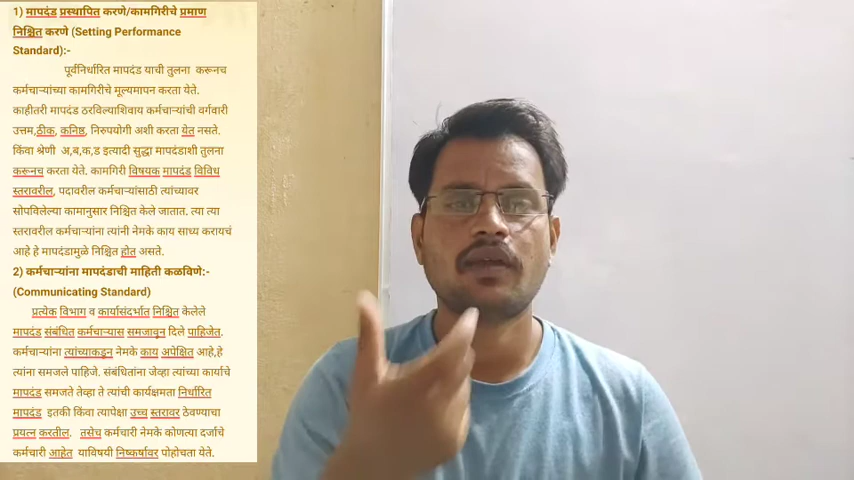 1) मापदंड प्रस्थापित करणे/कामगिरीचे प्रमाण
निश्चित करणे (Setting Performance
Standard):-
पूर्वनिर्धारित मापदंड याची तुलना करूनच
कर्मचाऱ्यांच्या कामगिरीचे मूल्यमापन करता येते.
काहीतरी मापदंड ठरविल्याशिवाय कर्मचाऱ्यांची वर्गवारी
उत्तम,ठीक, कनिष्ठ, निरुपयोगी अशी करता येत नसते.
किंवा श्रेणी अ,ब,क,ड इत्यादी सुद्धा मापदंडाशी तुलना
करूनच करता येते. कामगिरी विषयक मापदंड विविध
स्तरावरील, पदावरील कर्मचाऱ्यांसाठी त्यांच्यावर
सोपविलेल्या कामानुसार निश्चित केले जातात. त्या त्या
स्तरावरील कर्मचाऱ्यांना त्यांनी नेमके काय साध्य करायचं
आहे हे मापदंडामुळे निश्चित होत असते.
2) कर्मचाऱ्यांना मापदंडाची माहिती कळविणे:-
(Communicating Standard)
प्रत्येक विभाग व कार्यासंदर्भात निश्चित केलेले
मापदंड संबंधित कर्मचाऱ्यास समजावून दिले पाहिजेत.
कर्मचाऱ्यांना त्यांच्याकडून नेमके काय अपेक्षित आहे,हे
त्यांना समजले पाहिजे. संबंधितांना जेव्हा त्यांच्या कार्याचे
मापदंड समजते तेव्हा ते त्यांची कार्यक्षमता निर्धारित
मापदंड इतकी किंवा त्यापेक्षा उच्च स्तरावर ठेवण्याचा
प्रयत्न करतील. तसेच कर्मचारी नेमके कोणत्या दर्जाचे
कर्मचारी आहेत याविषयी निष्कर्षावर पोहोचता येते.